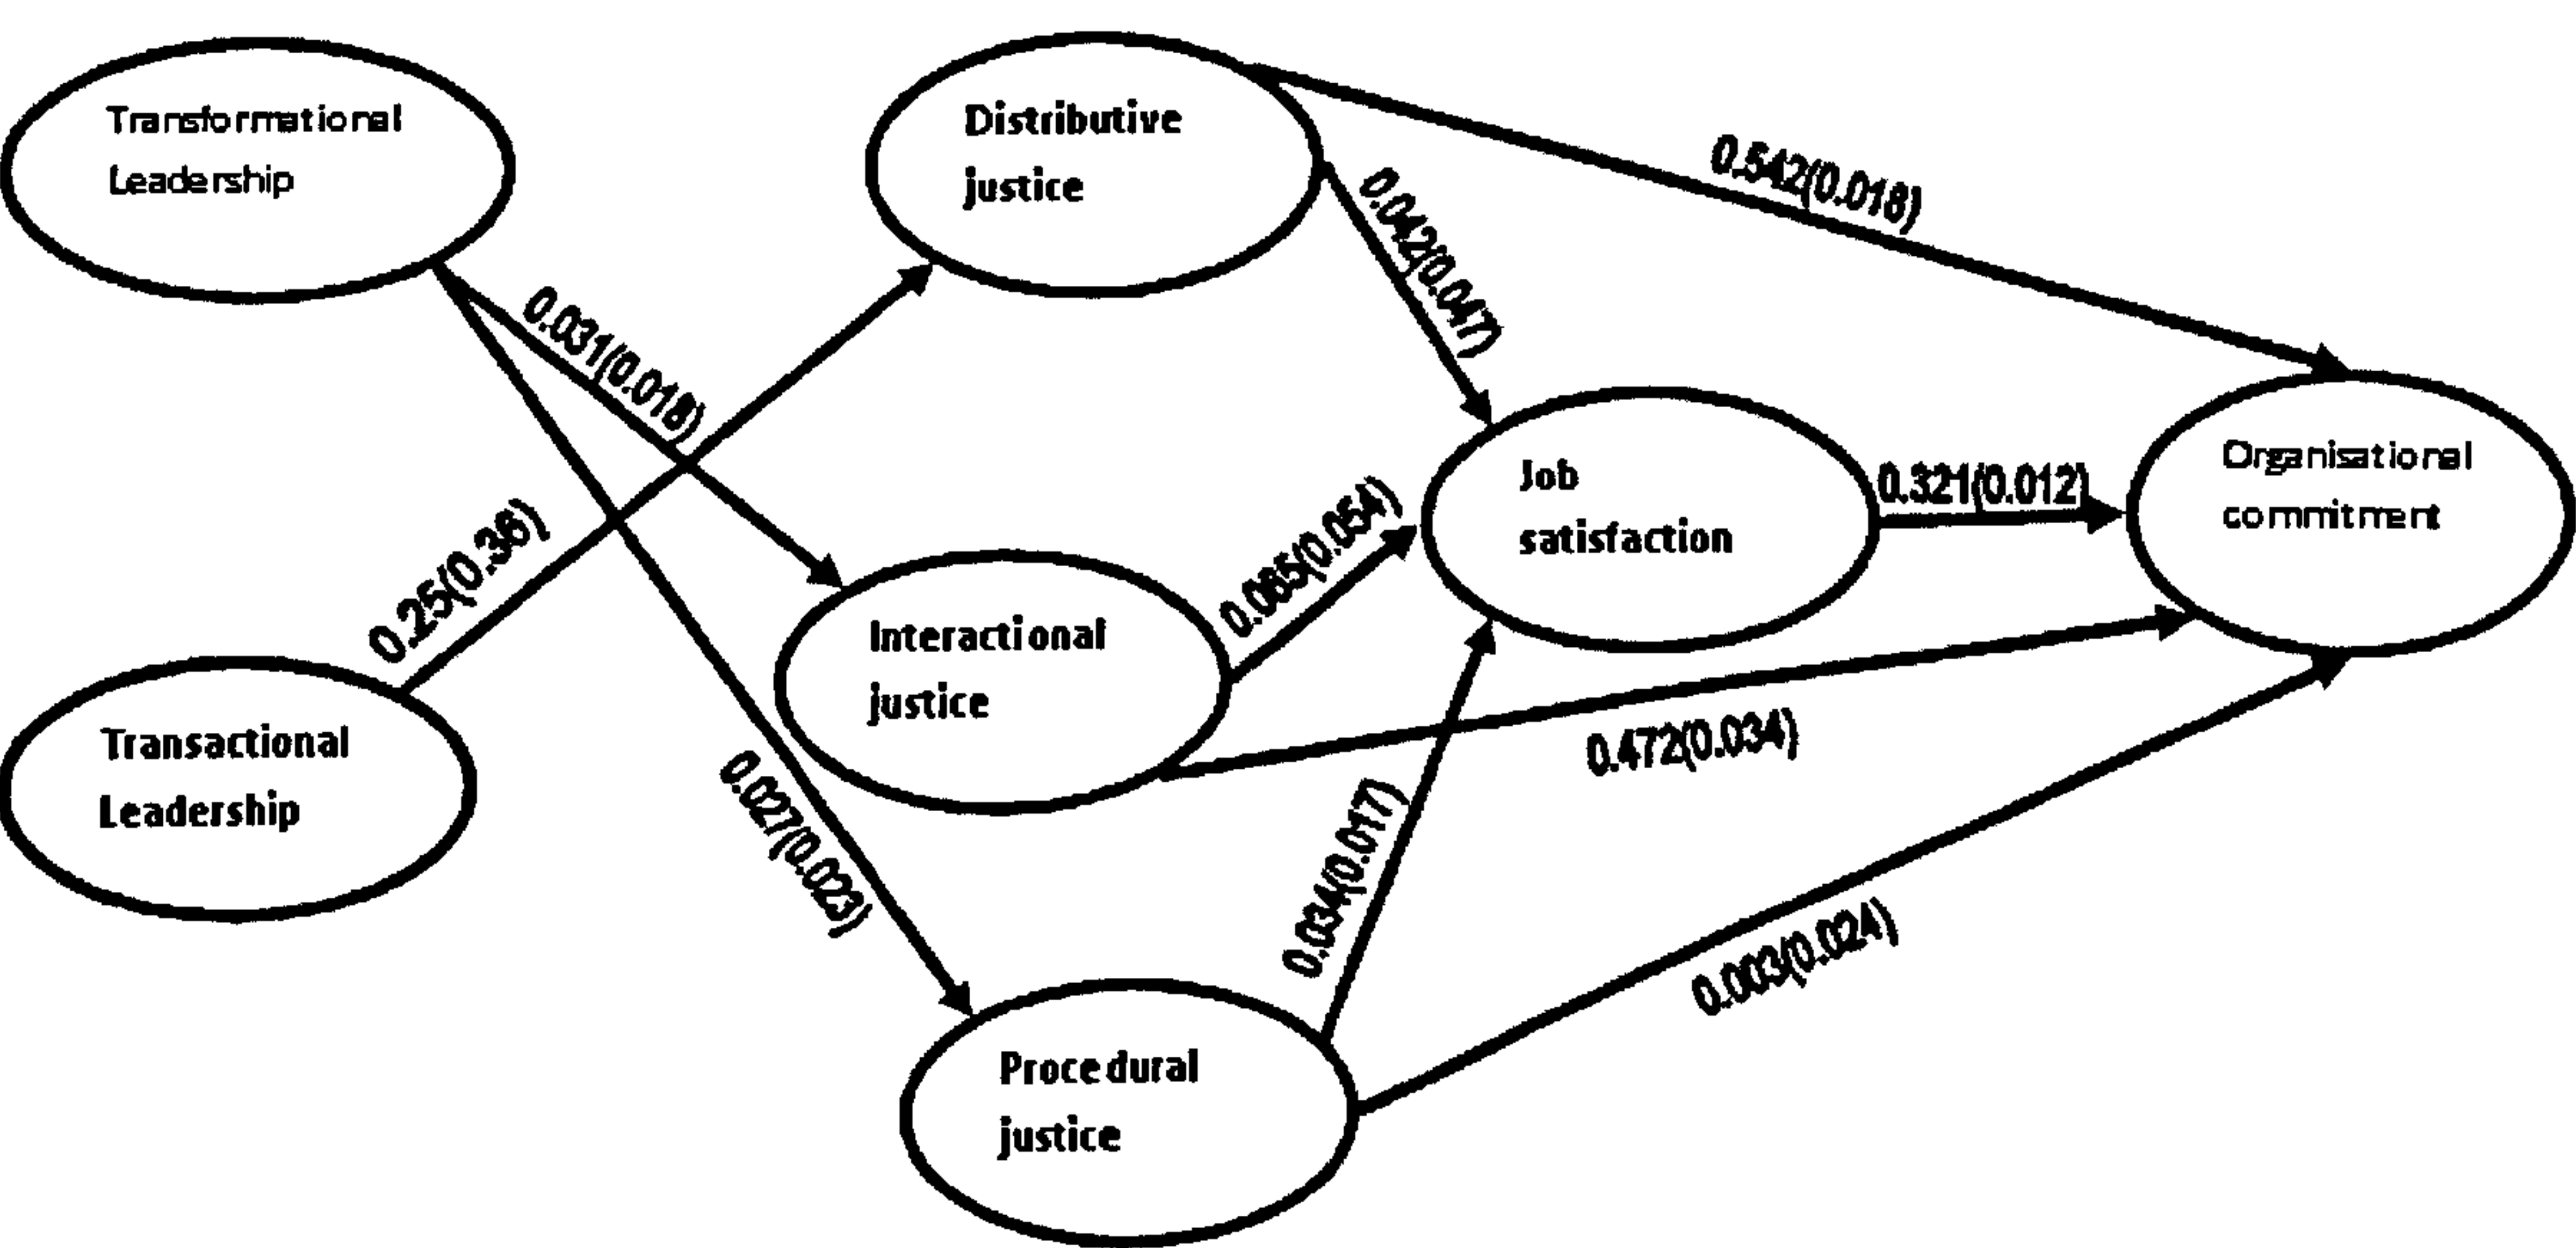 Transformational
Leadership
Distributive
justice
0.542(0.018)
0.042(0.047)
0.031(0.018)
0.25(0.36)
Job
satisfaction
0.321(0.012)
Organisational
commitment
0.085(0.054)
Interactional
justice
0.472(0.034)
Transactional
Leadership
0.027(0.023)
0.034(0.017)
0.003(0.024)
Procedural
justice